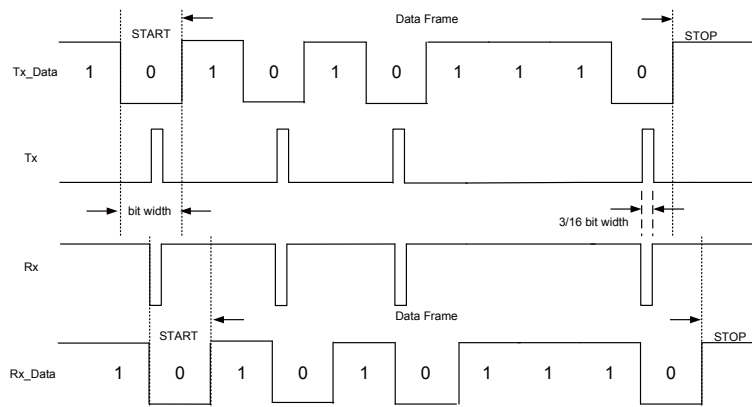 Data Frame
START
STOP
Tx_Data 1 0 1 0 1 0 1 1 1 0
Tx
bit width
3/16 bit width
Rx
Data Frame
START
STOP
Rx_Data 1 0 1 0 1 0 1 1 1 0